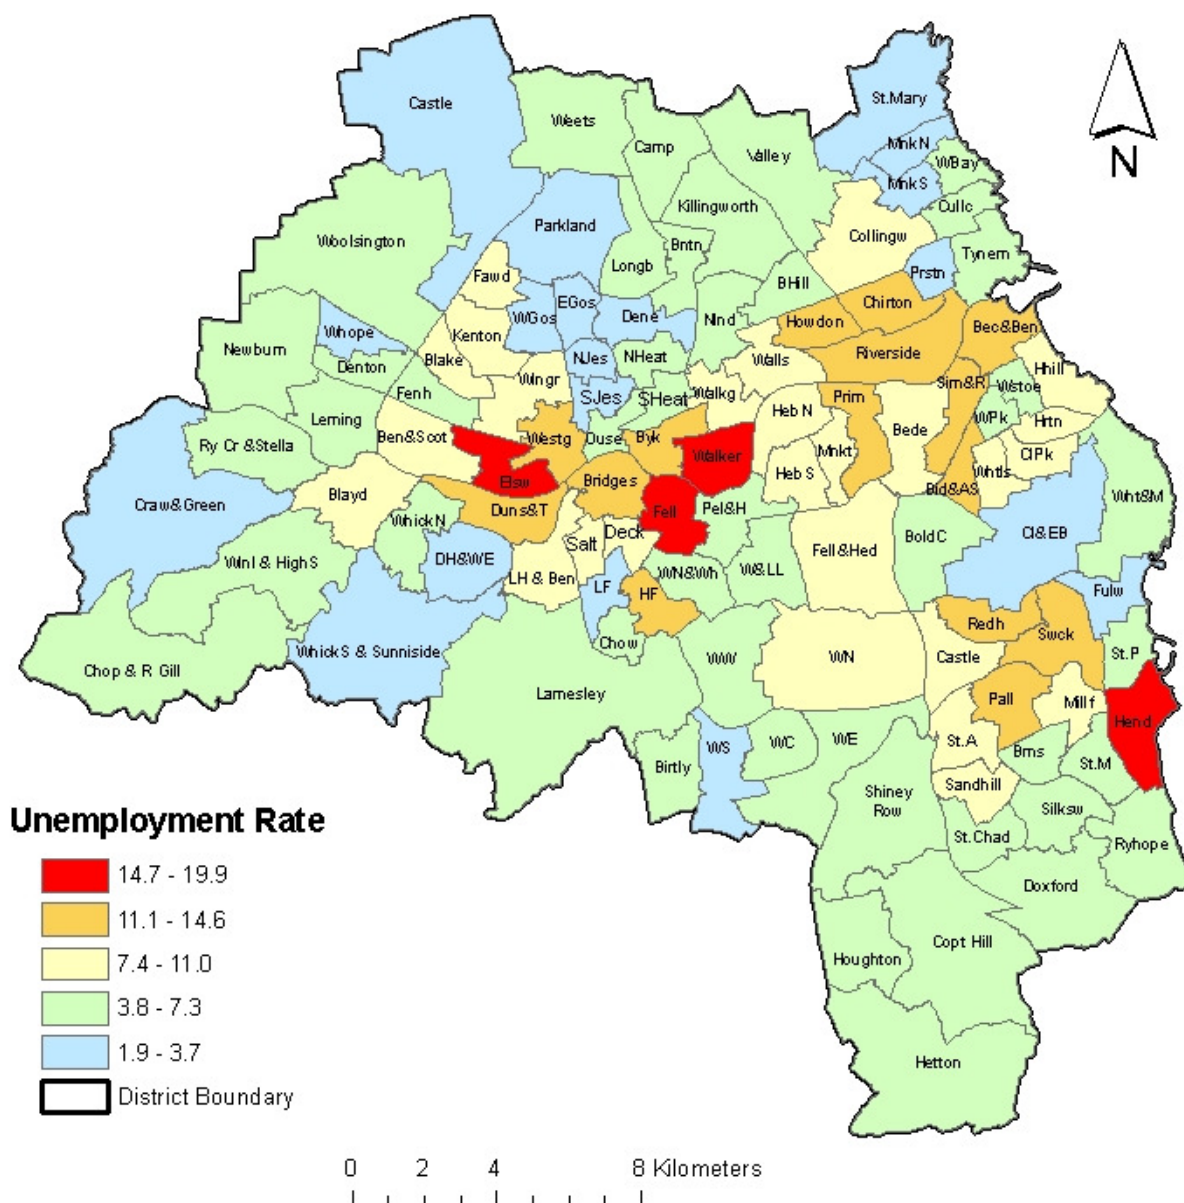 Castle
Weets
Camp
Valley
St.Mary
MnkN
WBay
MnkS
Cullc
Tynem
N
Killingworth
Parkland
Woolsington
Bntn
Longb
Collingw
Prstn
Fawd
BHill
Chirton
EGos
WGos
Dene
Nlnd
Howdon
Bec&Ben
Whope
Kenton
Newburn
Blake
Denton
NJes
NHeat
Walls
Riverside
Hhill
Wngr
Fenh
SJes
SHeat
Walkg
Sim&R
Wstoe
Prim
Leming
HebN
WPk
Hrtn
Ry Cr &Stella
Ben&Scot
Westg
Ouse
Byk
Bede
Mnkt
ClPk
Walker
HebS
Whtls
Elsw
Bridges
Bid&AS
Craw&Green
Blayd
WhickN
Duns&T
Fell
Pel&H
Wht&M
Cl&EB
BoldC
Salt
Deck
Fell&Hed
Wnl & HighS
DH&WE
LH & Ben
LF
WN&Wh
W&LL
HF
Fulw
Redh
Swck
Chow
WhickS & Sunniside
WW
WN
Castle
St.P
Chop & R Gill
Lamesley
Pall
Millf
Hend
WS
WC
WE
St.A
Birtly
Brns
St.M
Sandhill
Shiney
Row
Silksw
St.Chad
Ryhope
Doxford
Copt Hill
Houghton
Hetton
Unemployment Rate
14.7 - 19.9
11.1 - 14.6
7.4 - 11.0
3.8 - 7.3
1.9 - 3.7
District Boundary
0 2 4 8 Kilometers